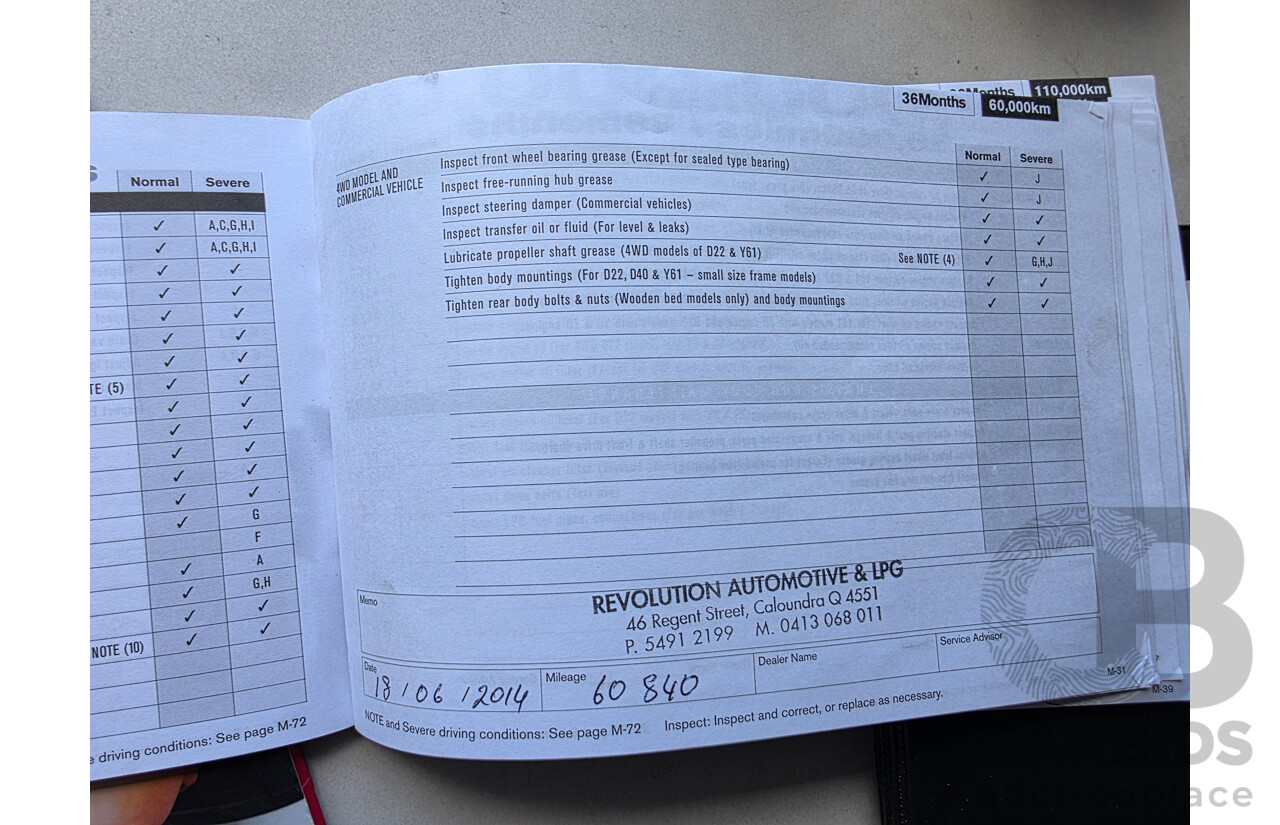 Normal Severe
✓ A,C,G,H,I
✓ A,C,G,H,I
✓ ✓
✓ ✓
✓ ✓
✓ ✓
✓ ✓
TE (5) ✓ ✓
✓ ✓
✓ ✓
✓ ✓
✓ ✓
✓ ✓
✓ G
F
✓ A
✓ G,H
✓ ✓
NOTE (10) ✓ ✓
driving conditions: See page M-72
110,000km
36Months 60,000km
Normal Severe
4WD MODEL AND
COMMERCIAL VEHICLE
Inspect front wheel bearing grease (Except for sealed type bearing) ✓ J
Inspect free-running hub grease ✓ J
Inspect steering damper (Commercial vehicles) ✓ ✓
Inspect transfer oil or fluid (For level & leaks) ✓ ✓
Lubricate propeller shaft grease (4WD models of D22 & Y61) See NOTE (4) ✓ G,H,J
Tighten body mountings (For D22, D40 & Y61 – small size frame models) ✓ ✓
Tighten rear body bolts & nuts (Wooden bed models only) and body mountings ✓ ✓
Memo
REVOLUTION AUTOMOTIVE & LPG
46 Regent Street, Caloundra Q 4551
P. 5491 2199 M. 0413 068 011
Date 18 / 06 / 2014 Mileage 60 840 Dealer Name Service Advisor
NOTE and Severe driving conditions: See page M-72 Inspect: Inspect and correct, or replace as necessary.
M-31
M-39